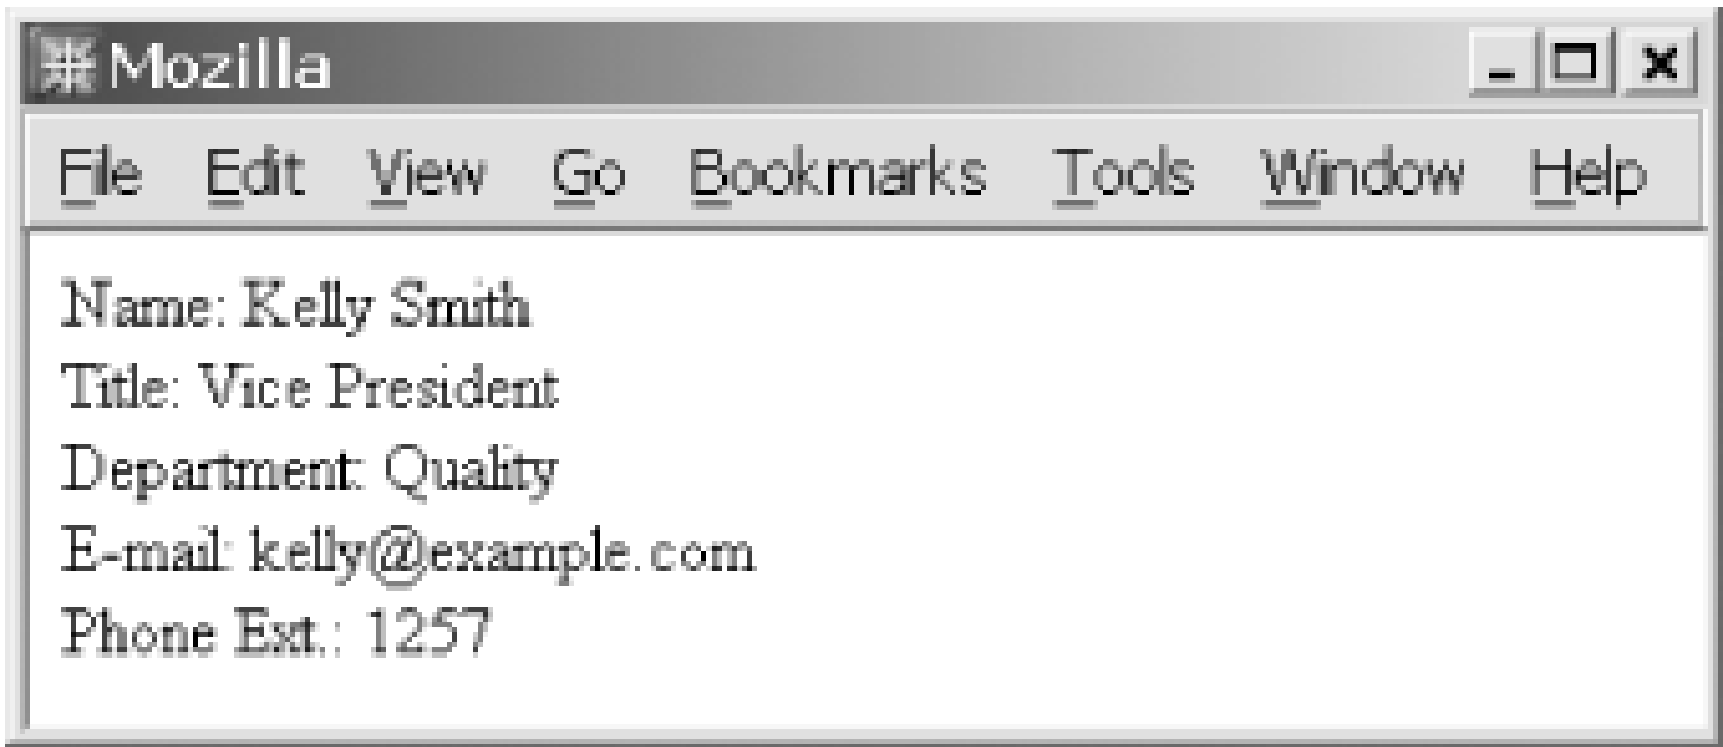 Mozilla
File Edit View Go Bookmarks Tools Window Help
Name: Kelly Smith
Title: Vice President
Department: Quality
E-mail: kelly@example.com
Phone Ext.: 1257